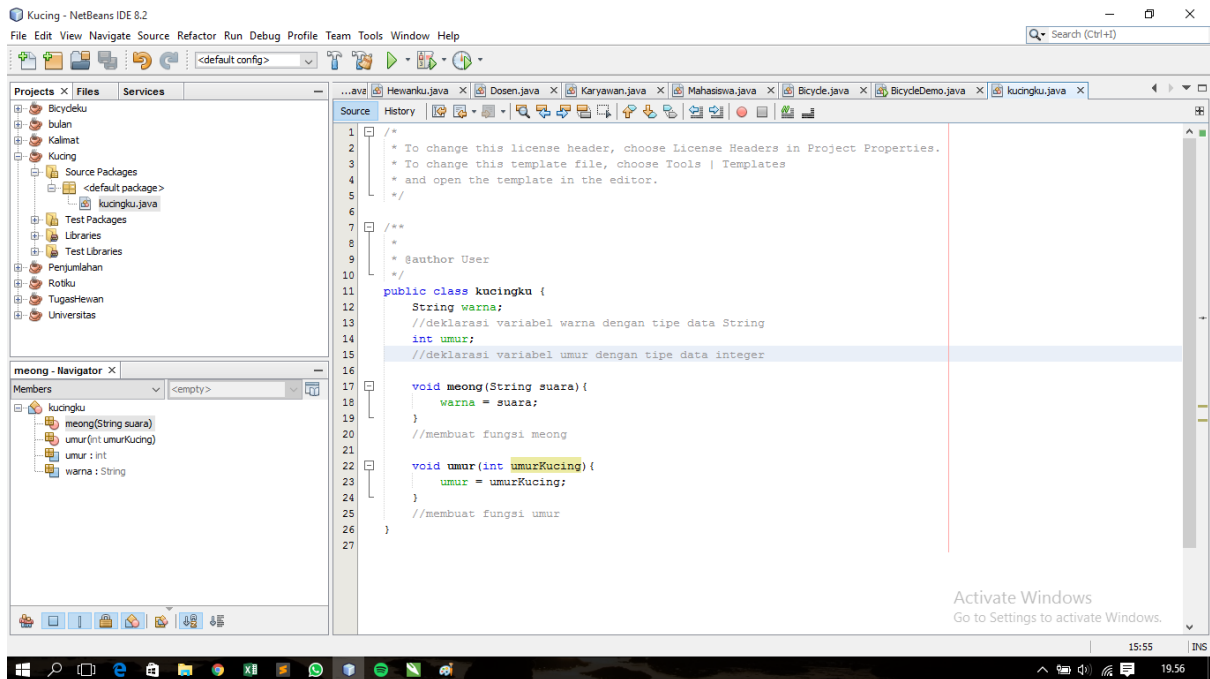 Kucing - NetBeans IDE 8.2
File Edit View Navigate Source Refactor Run Debug Profile Team Tools Window Help
Search (Ctrl+I)
<default config>
Projects Files Services
...ava Hewanku.java Dosen.java Karyawan.java Mahasiswa.java Bicycle.java BicycleDemo.java kucingku.java
Source History
Bicycleku
bulan
Kalimat
Kucing
Source Packages
<default package>
kucingku.java
Test Packages
Libraries
Test Libraries
Penjumlahan
Rotiku
TugasHewan
Universitas
meong - Navigator
Members <empty>
kucingku
meong(String suara)
umur(int umurKucing)
umur : int
warna : String
1 /*
2 * To change this license header, choose License Headers in Project Properties.
3 * To change this template file, choose Tools | Templates
4 * and open the template in the editor.
5 */
6
7 /**
8 *
9 * @author User
10 */
11 public class kucingku {
12 String warna;
13 //deklarasi variabel warna dengan tipe data String
14 int umur;
15 //deklarasi variabel umur dengan tipe data integer
16
17 void meong(String suara){
18 warna = suara;
19 }
20 //membuat fungsi meong
21
22 void umur(int umurKucing){
23 umur = umurKucing;
24 }
25 //membuat fungsi umur
26 }
27
Activate Windows
Go to Settings to activate Windows.
15:55 INS
19.56